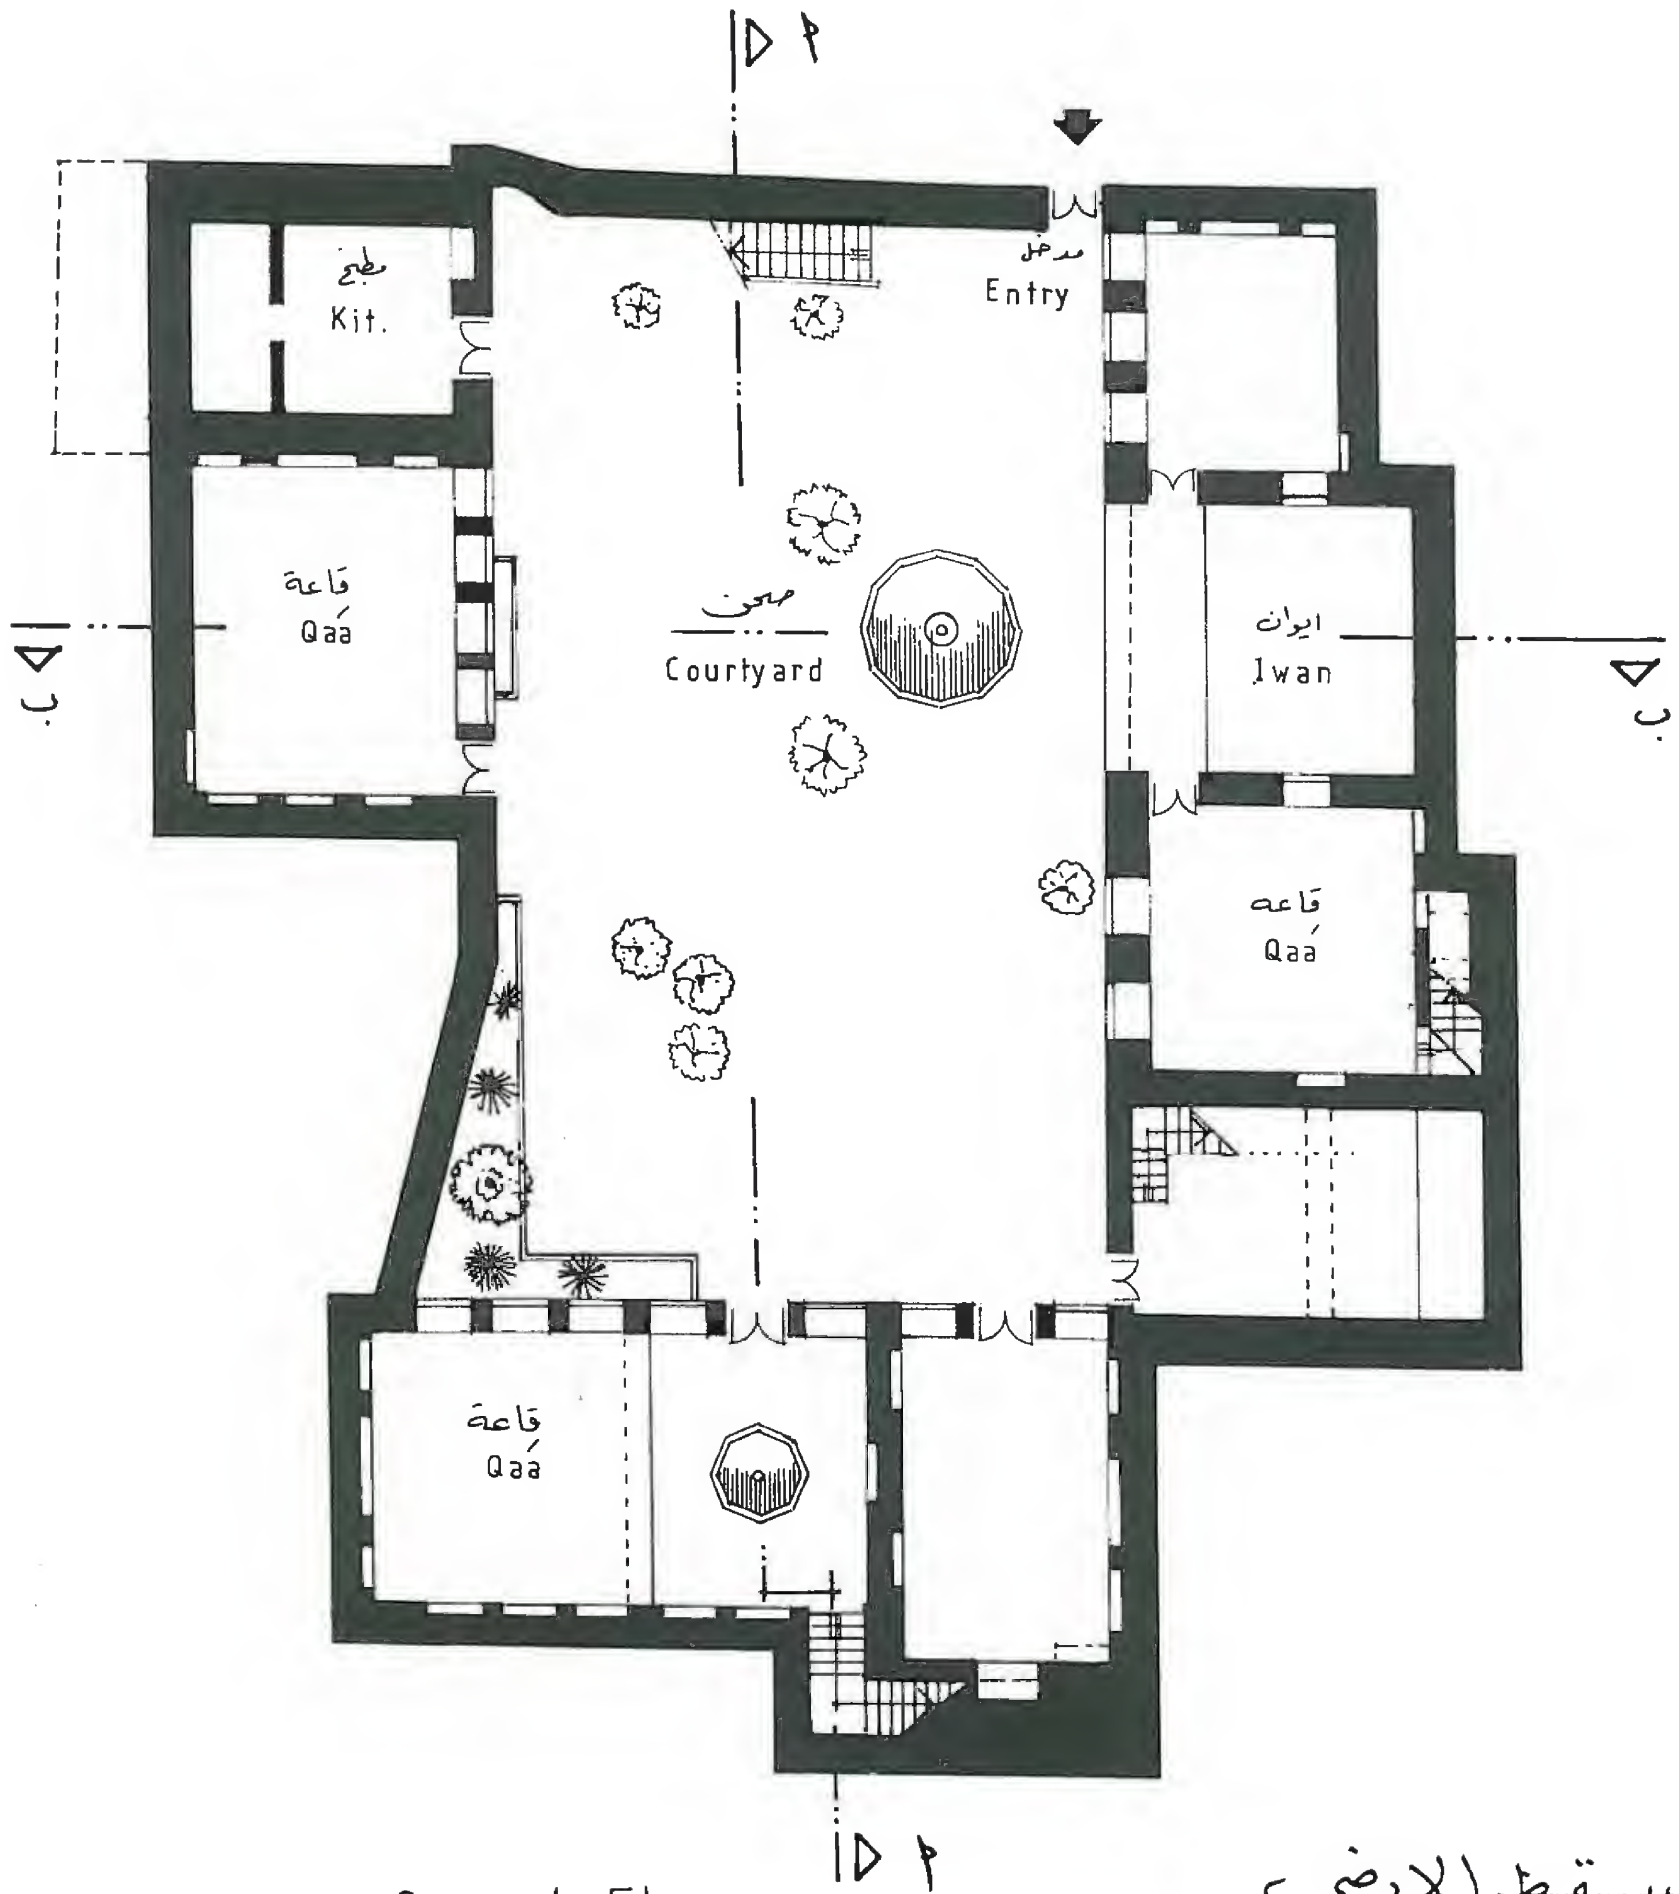 م
مدخل
Entry
مطبخ
Kit.
قاعة
Qaá
صحن
Courtyard
ايوان
Iwan
ب
ب
قاعه
Qaá
قاعة
Qaá
م